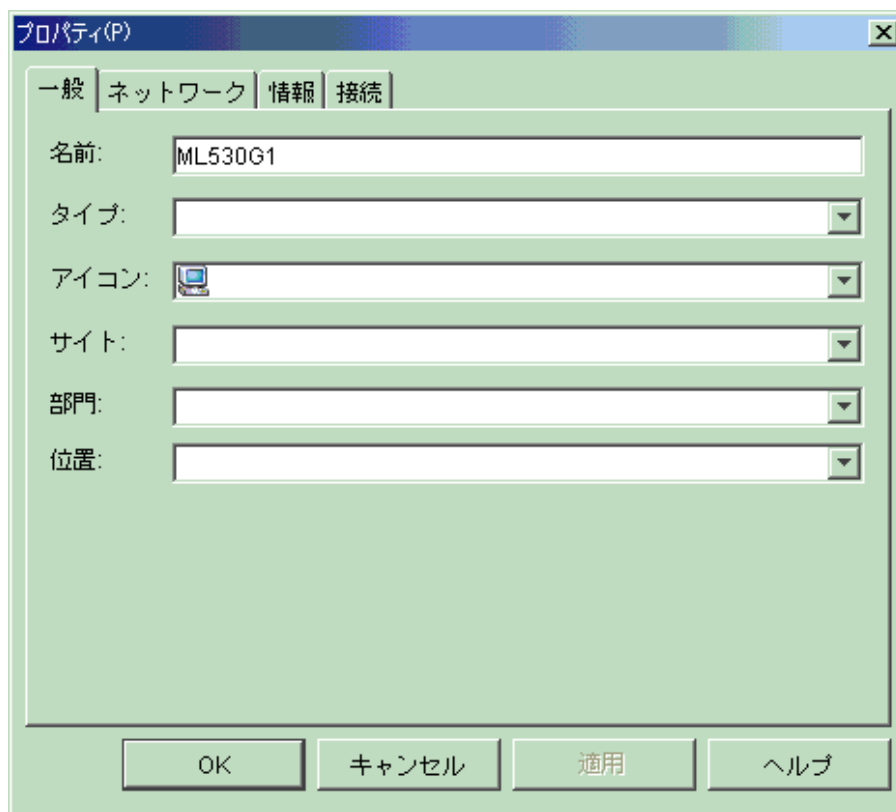 プロパティ(P)
一般 ネットワーク 情報 接続
名前: ML530G1
タイプ:
アイコン:
サイト:
部門:
位置:
OK キャンセル 適用 ヘルプ